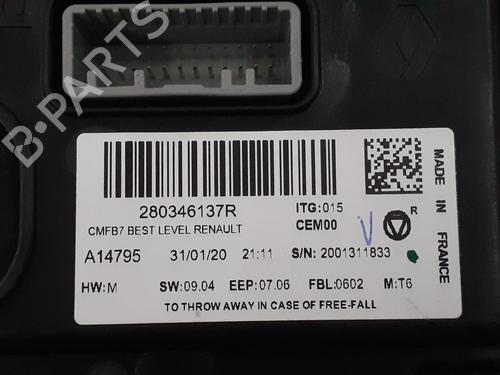 280346137R
ITG:015
CMFB7 BEST LEVEL RENAULT
CEM00
V
R
A14795 31/01/20 21:11 S/N: 2001311833
HW:M SW:09.04 EEP:07.06 FBL:0602 M:T6
TO THROW AWAY IN CASE OF FREE-FALL
MADE IN FRANCE
B-PARTS